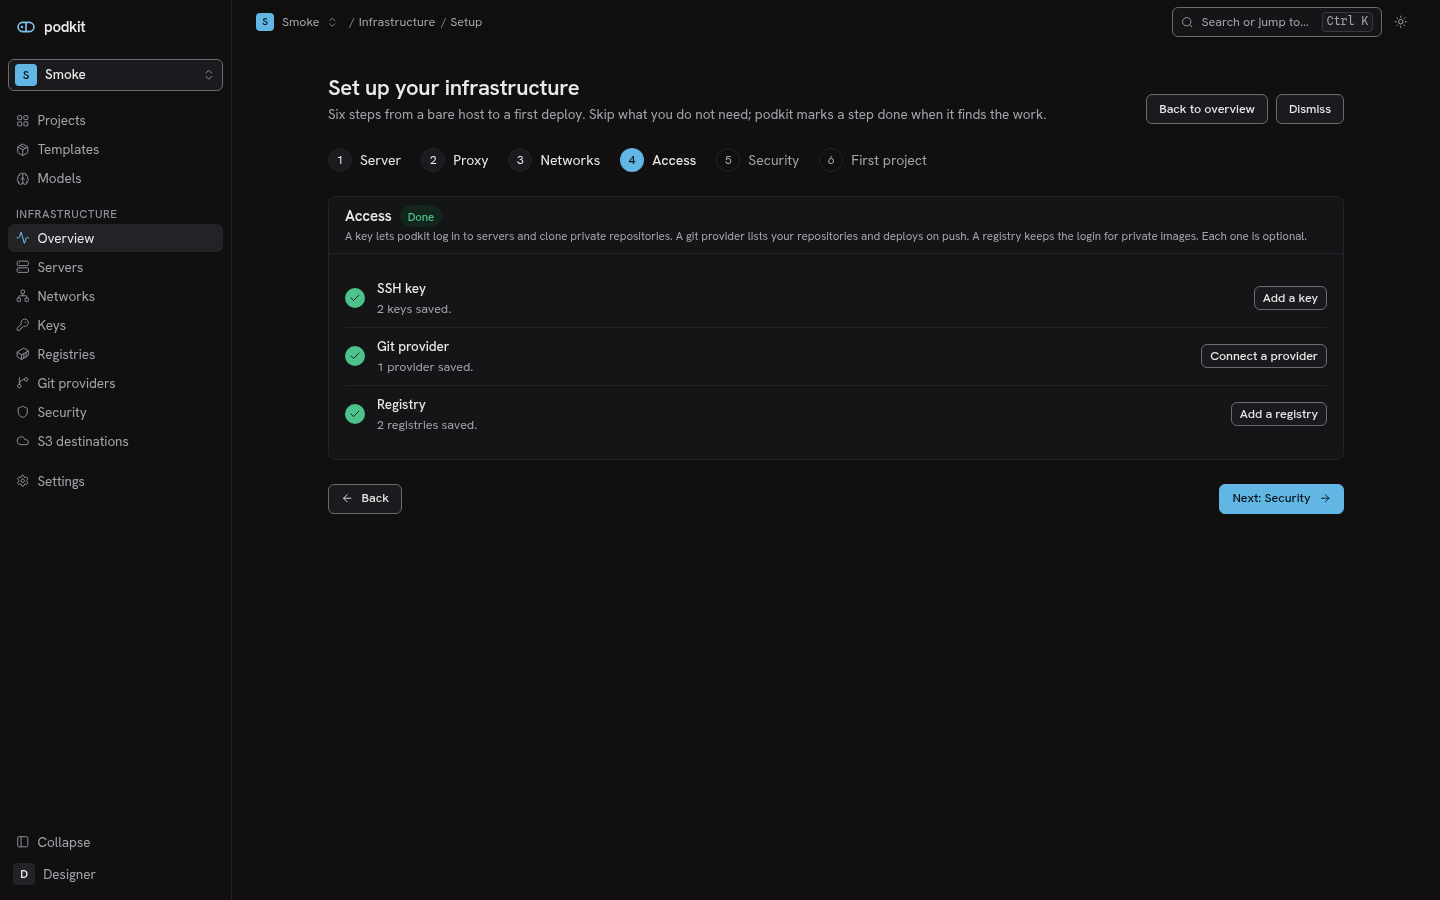 podkit
S Smoke
Projects
Templates
Models
INFRASTRUCTURE
Overview
Servers
Networks
Keys
Registries
Git providers
Security
S3 destinations
Settings
Collapse
D Designer
S Smoke / Infrastructure / Setup
Search or jump to... Ctrl K
Set up your infrastructure
Six steps from a bare host to a first deploy. Skip what you do not need; podkit marks a step done when it finds the work.
Back to overview
Dismiss
1 Server 2 Proxy 3 Networks 4 Access 5 Security 6 First project
Access Done
A key lets podkit log in to servers and clone private repositories. A git provider lists your repositories and deploys on push. A registry keeps the login for private images. Each one is optional.
SSH key
2 keys saved.
Add a key
Git provider
1 provider saved.
Connect a provider
Registry
2 registries saved.
Add a registry
Back
Next: Security